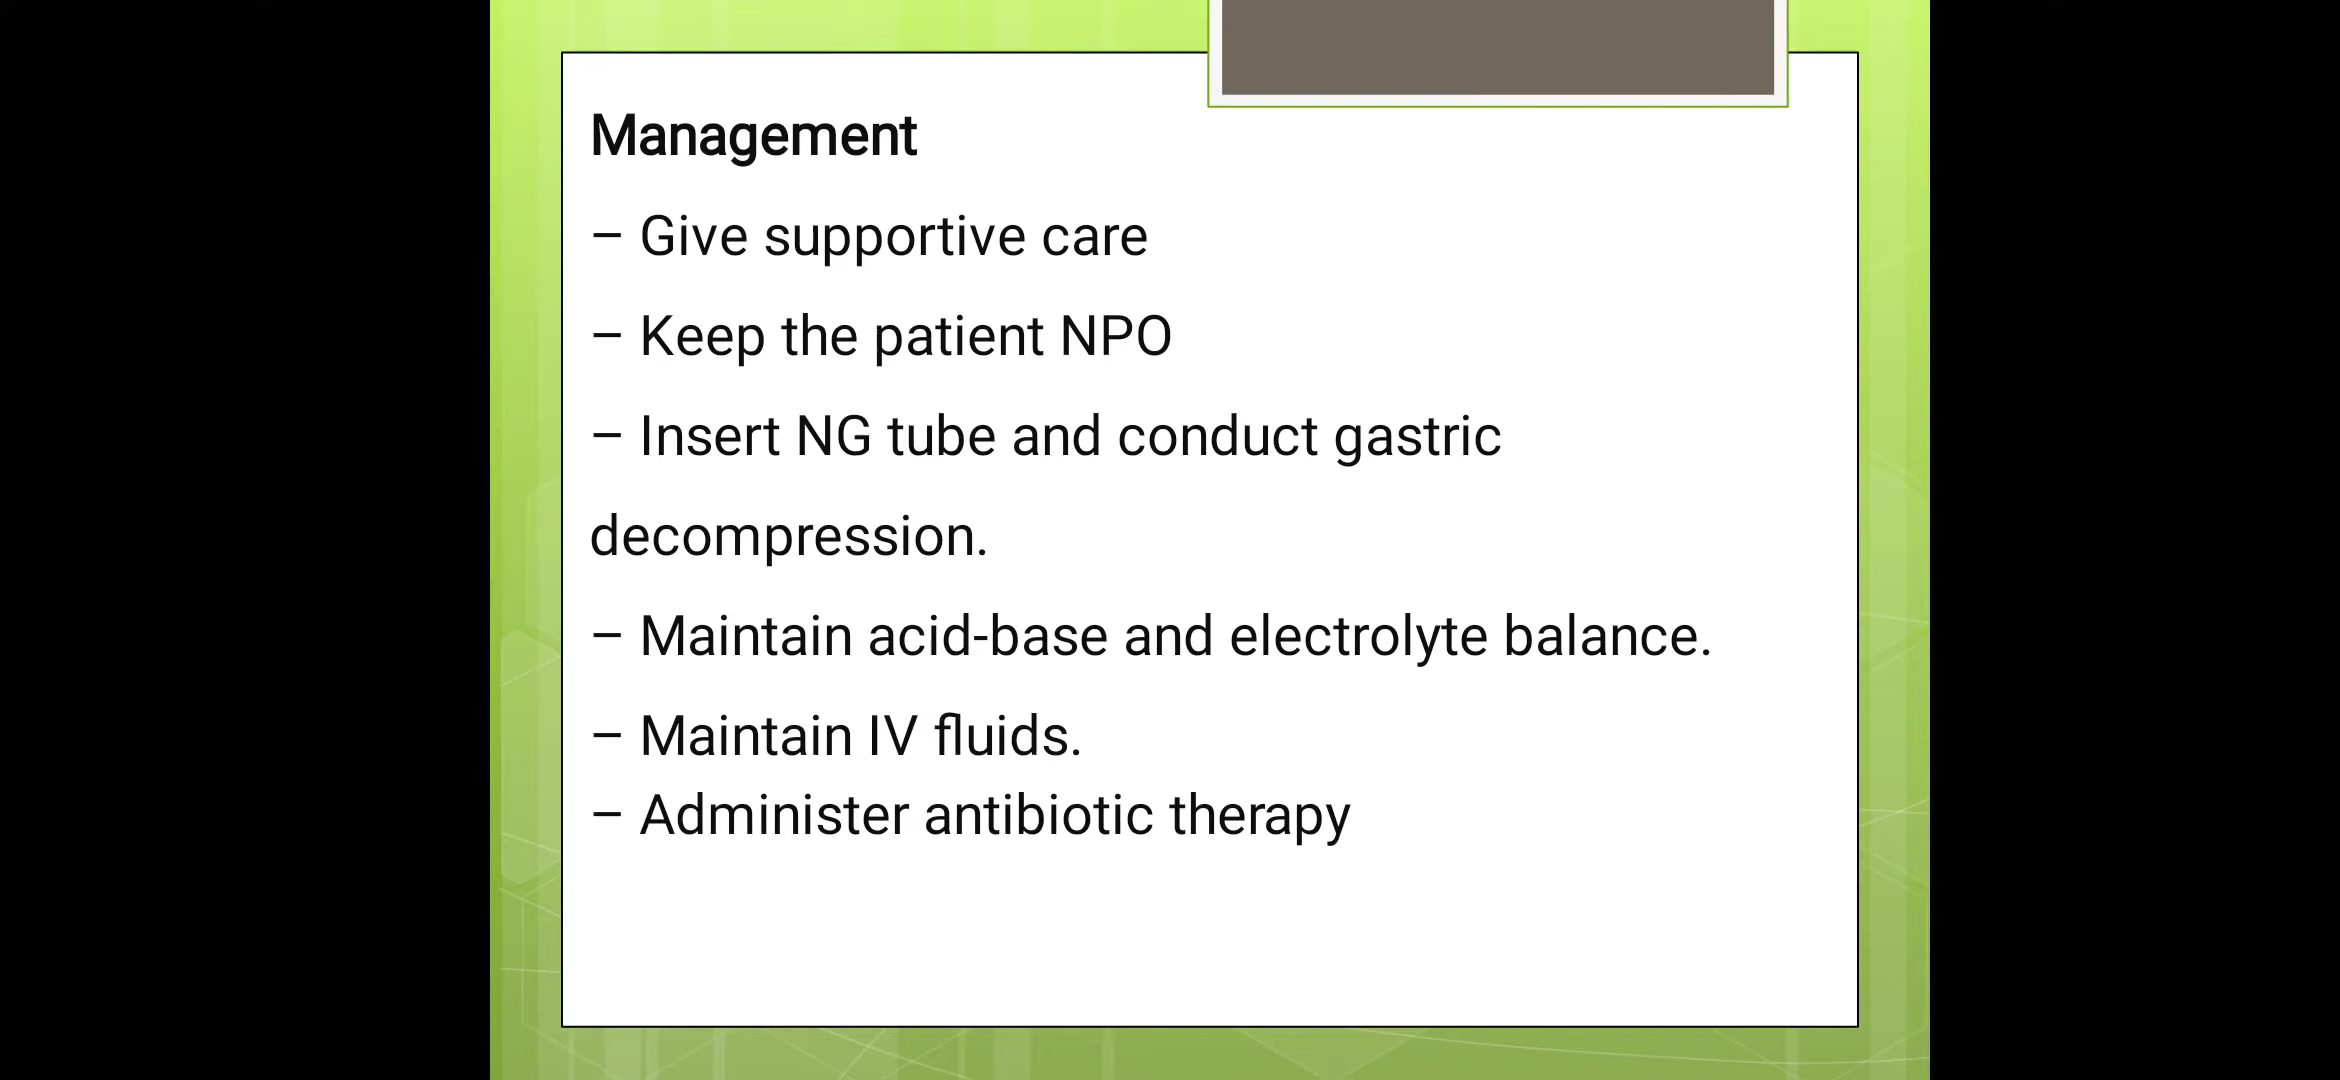 Management
– Give supportive care
– Keep the patient NPO
– Insert NG tube and conduct gastric
decompression.
– Maintain acid-base and electrolyte balance.
– Maintain IV fluids.
– Administer antibiotic therapy